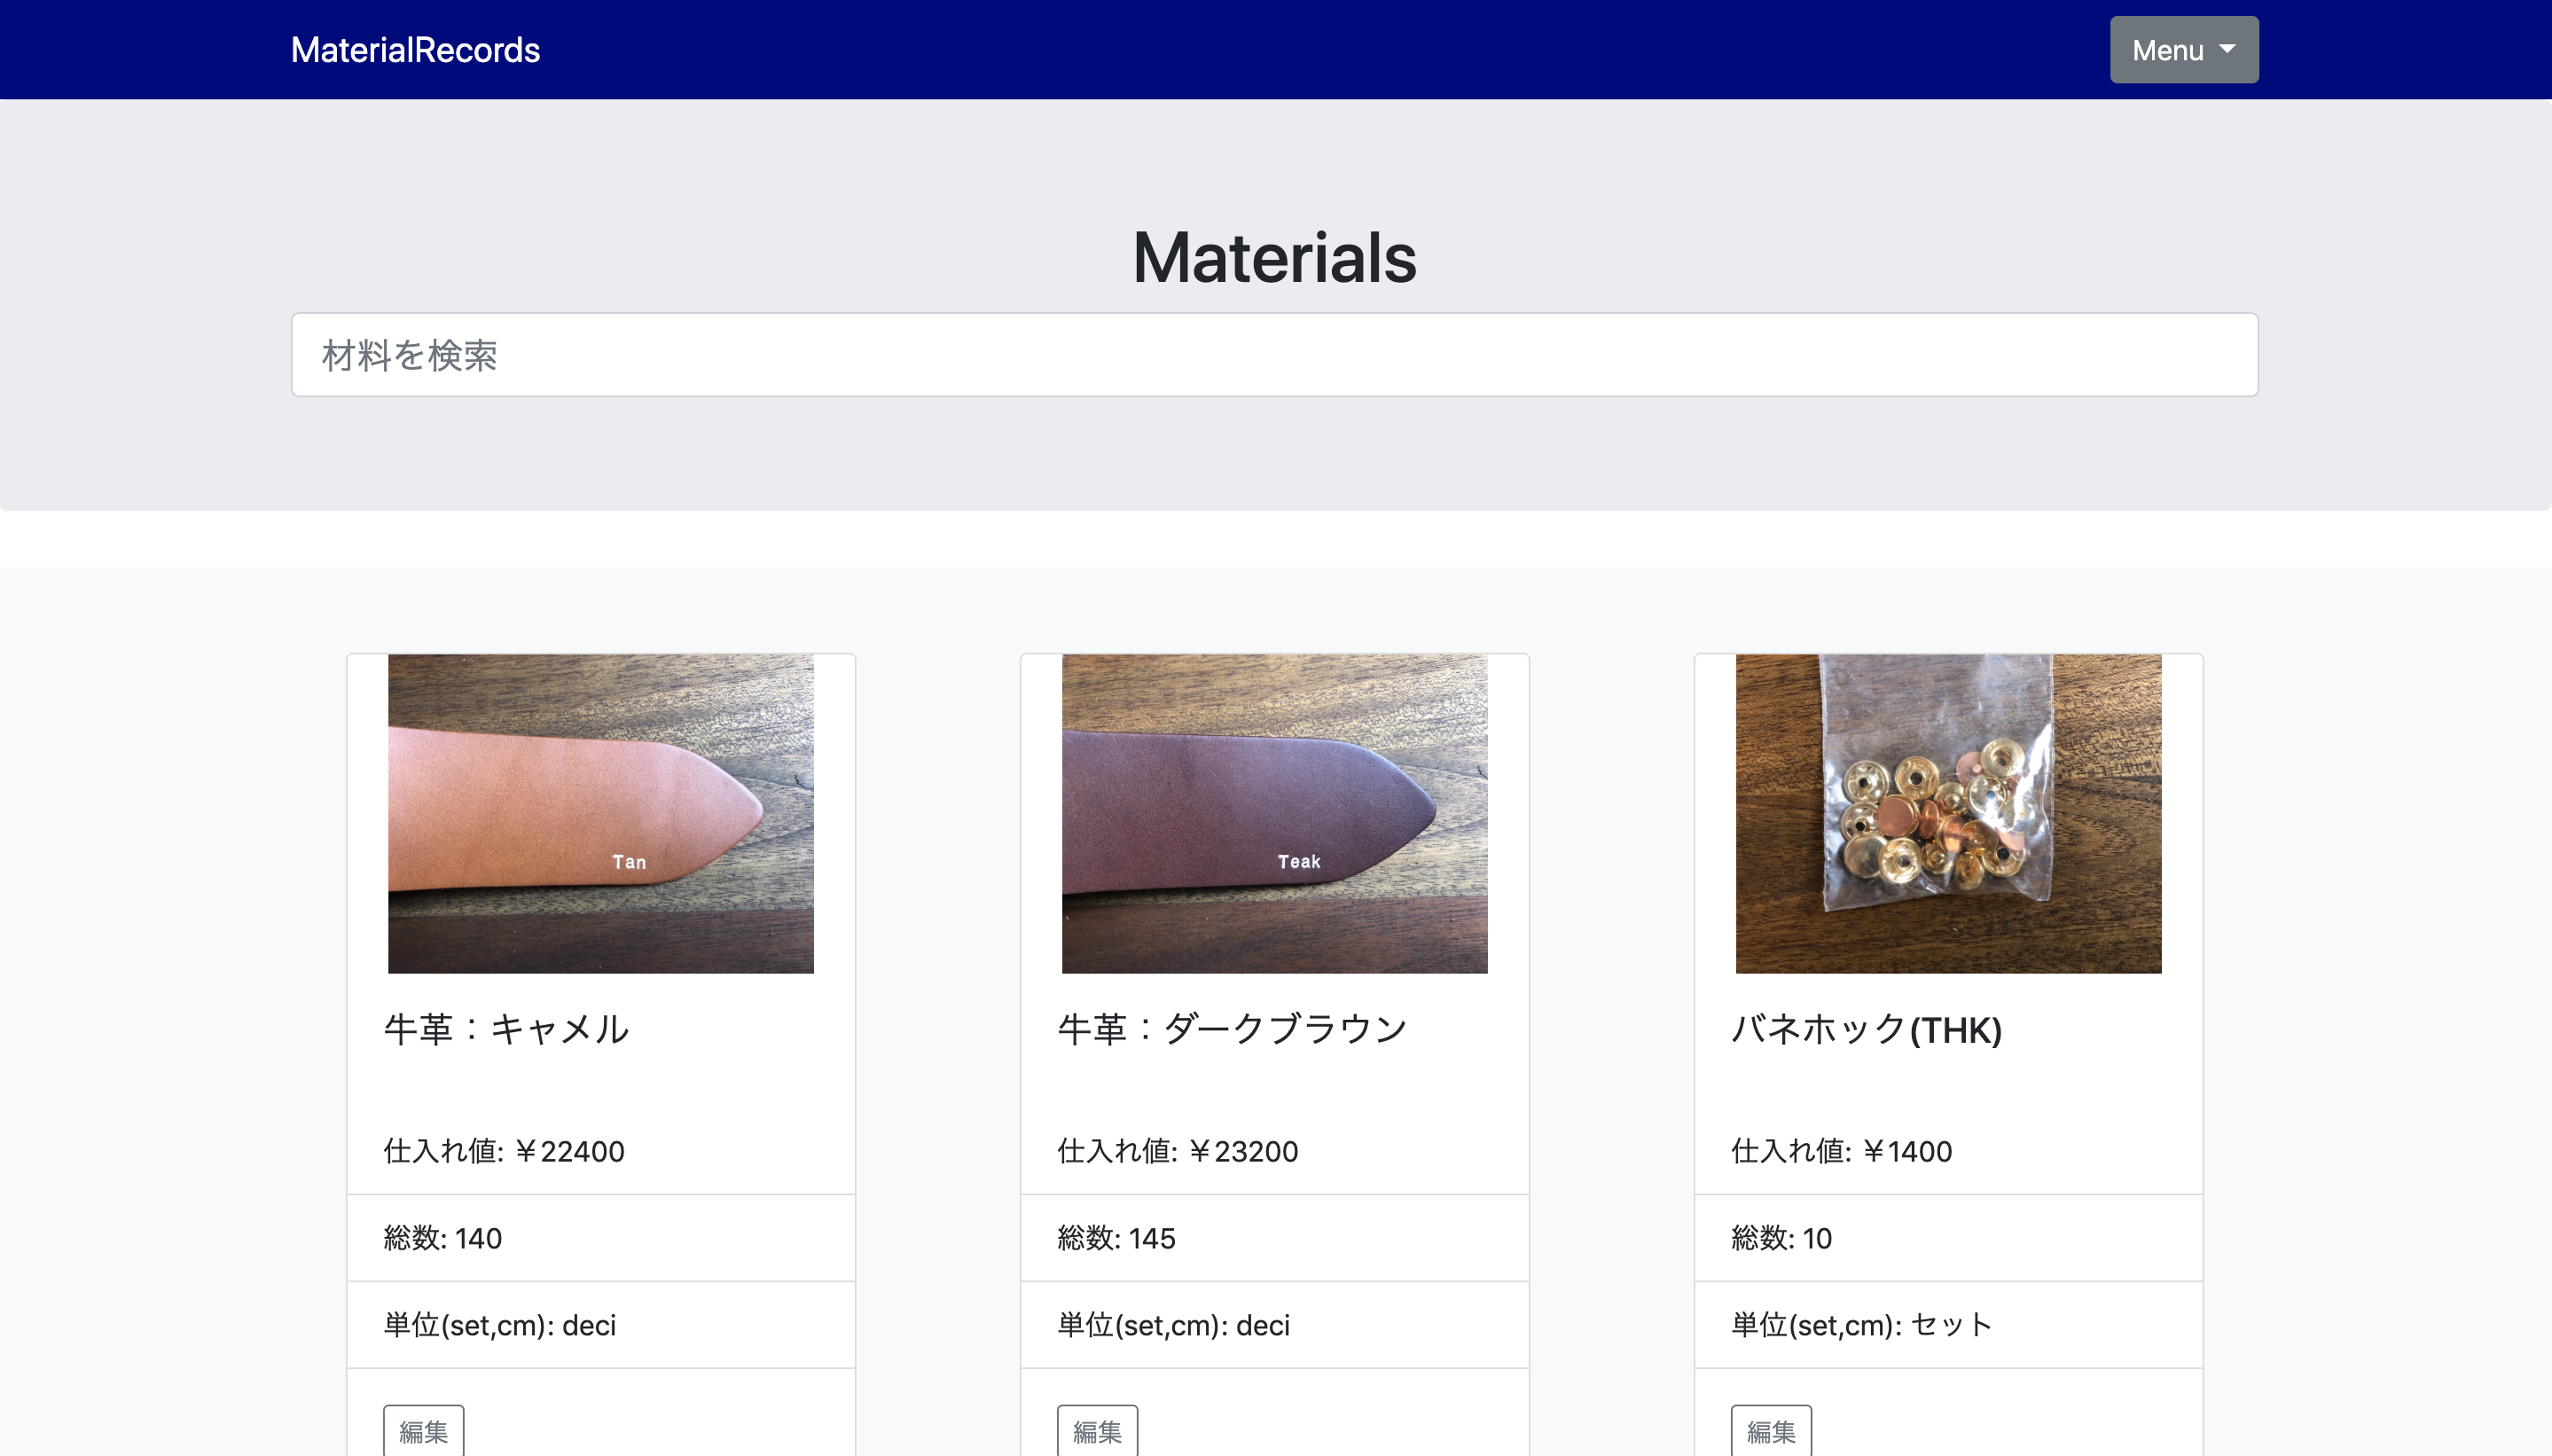 MaterialRecords
Menu
Materials
材料を検索
Tan
牛革：キャメル
仕入れ値: ￥22400
総数: 140
単位(set,cm): deci
編集
Teak
牛革：ダークブラウン
仕入れ値: ￥23200
総数: 145
単位(set,cm): deci
編集
バネホック(THK)
仕入れ値: ￥1400
総数: 10
単位(set,cm): セット
編集